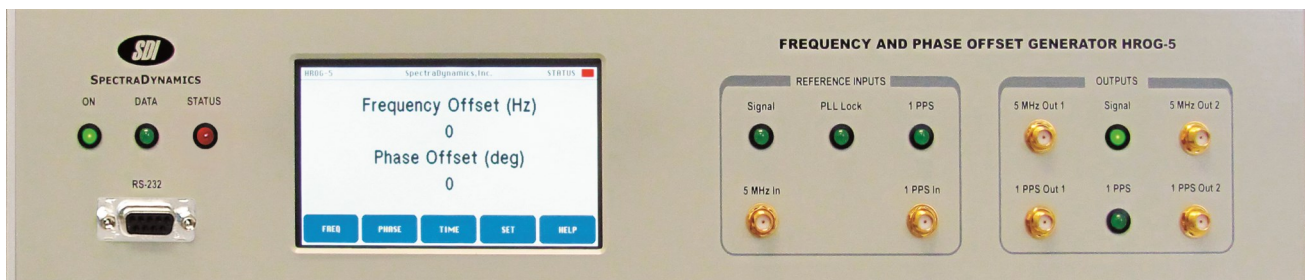 SDI
SPECTRADYNAMICS
ON DATA STATUS
RS-232
HROG-5 SpectraDynamics,Inc. STATUS
Frequency Offset (Hz)
0
Phase Offset (deg)
0
FREQ PHASE TIME SET HELP
FREQUENCY AND PHASE OFFSET GENERATOR HROG-5
REFERENCE INPUTS
Signal PLL Lock 1 PPS
5 MHz In 1 PPS In
OUTPUTS
5 MHz Out 1 Signal 5 MHz Out 2
1 PPS Out 1 1 PPS 1 PPS Out 2